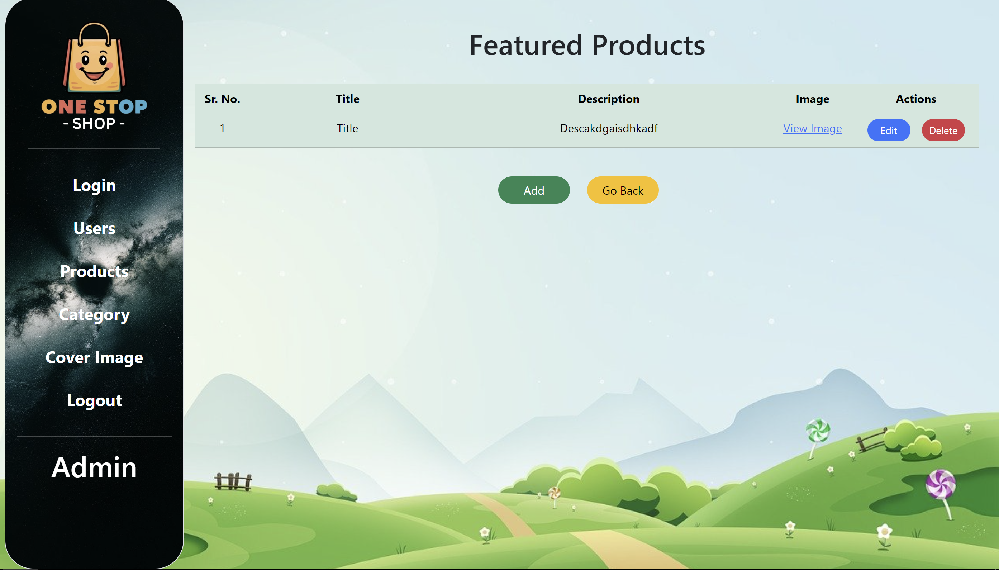 ONE STOP
- SHOP -
Login
Users
Products
Category
Cover Image
Logout
Admin
Featured Products
Sr. No. Title Description Image Actions
1 Title Descakdgaisdhkadf View Image Edit Delete
Add Go Back